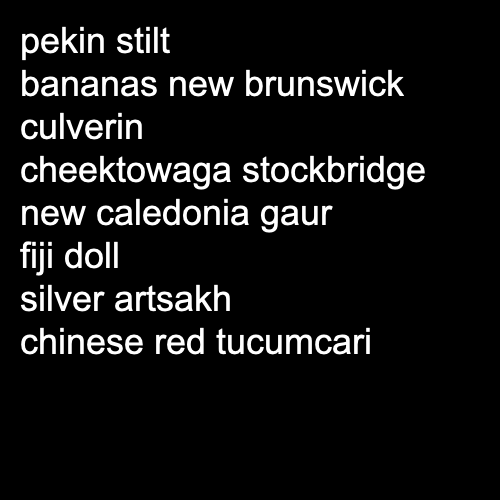 pekin stilt
bananas new brunswick
culverin
cheektowaga stockbridge
new caledonia gaur
fiji doll
silver artsakh
chinese red tucumcari